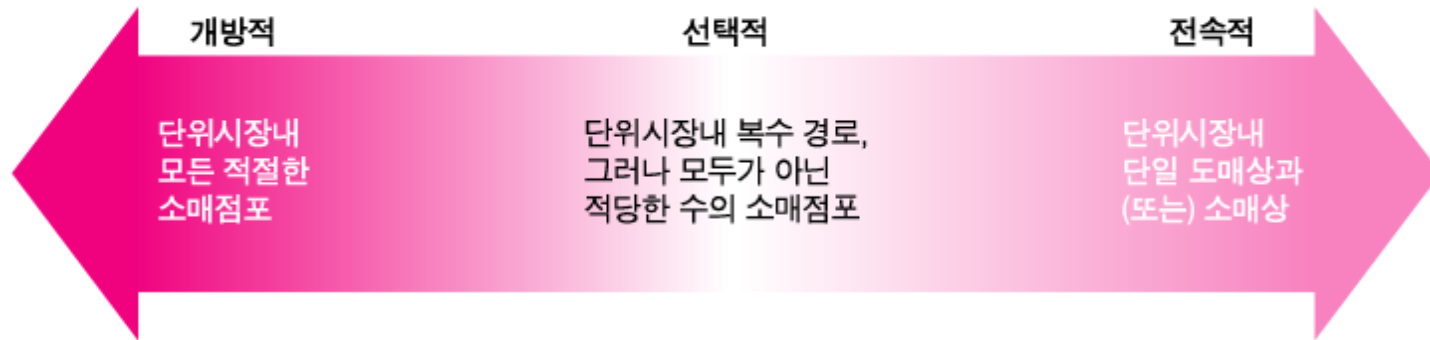 개방적
선택적
전속적
단위시장내
모든 적절한
소매점포
단위시장내 복수 경로,
그러나 모두가 아닌
적당한 수의 소매점포
단위시장내
단일 도매상과
(또는) 소매상